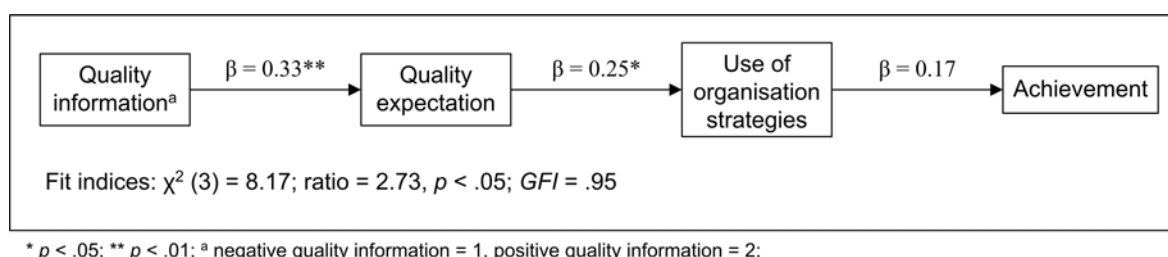 Quality
information^a
β = 0.33**
Quality
expectation
β = 0.25*
Use of
organisation
strategies
β = 0.17
Achievement
Fit indices: χ² (3) = 8.17; ratio = 2.73, p < .05; GFI = .95
* p < .05; ** p < .01; ^a negative quality information = 1, positive quality information = 2;